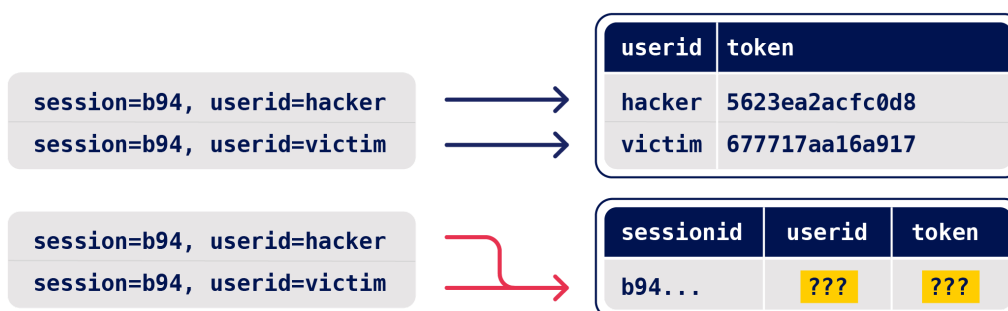 userid token
session=b94, userid=hacker
hacker 5623ea2acfc0d8
session=b94, userid=victim
victim 677717aa16a917
sessionid userid token
session=b94, userid=hacker
session=b94, userid=victim
b94... ??? ???